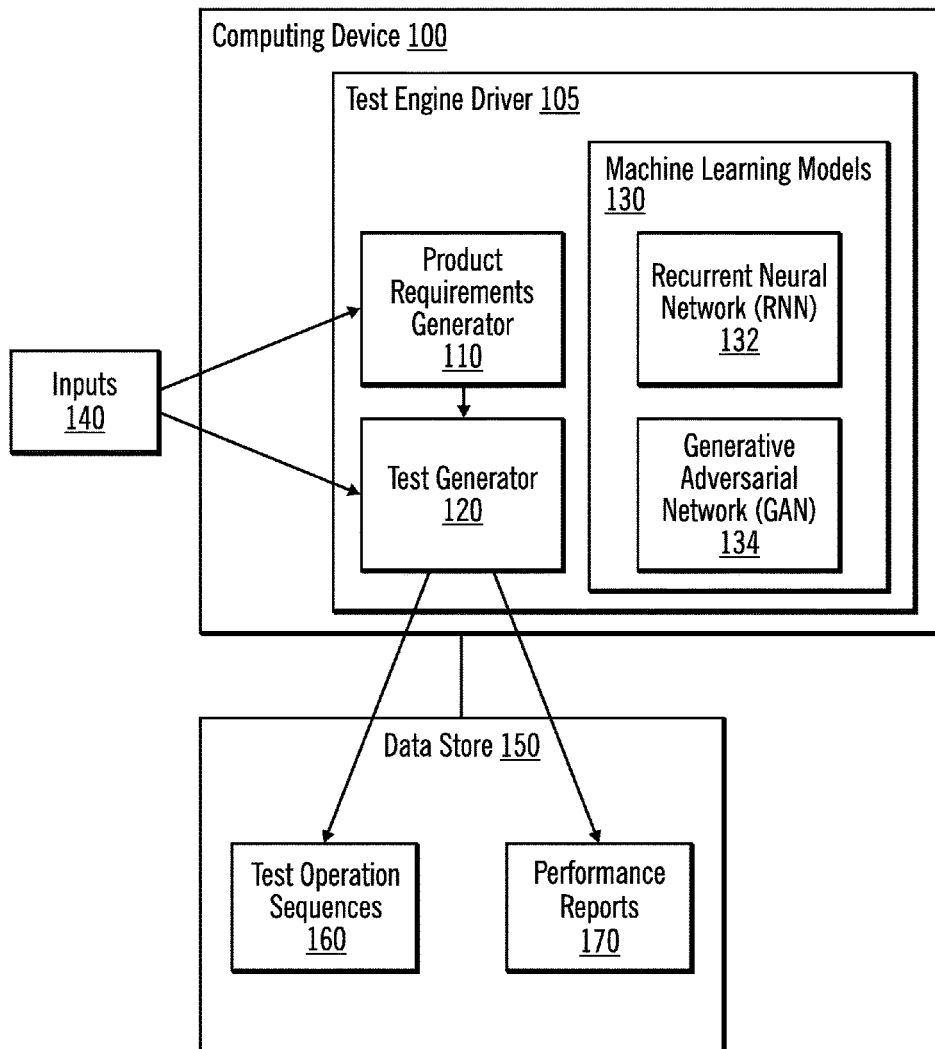 Computing Device 100
Test Engine Driver 105
Machine Learning Models
130
Product
Requirements
Generator
110
Recurrent Neural
Network (RNN)
132
Inputs
140
Test Generator
120
Generative
Adversarial
Network (GAN)
134
Data Store 150
Test Operation
Sequences
160
Performance
Reports
170